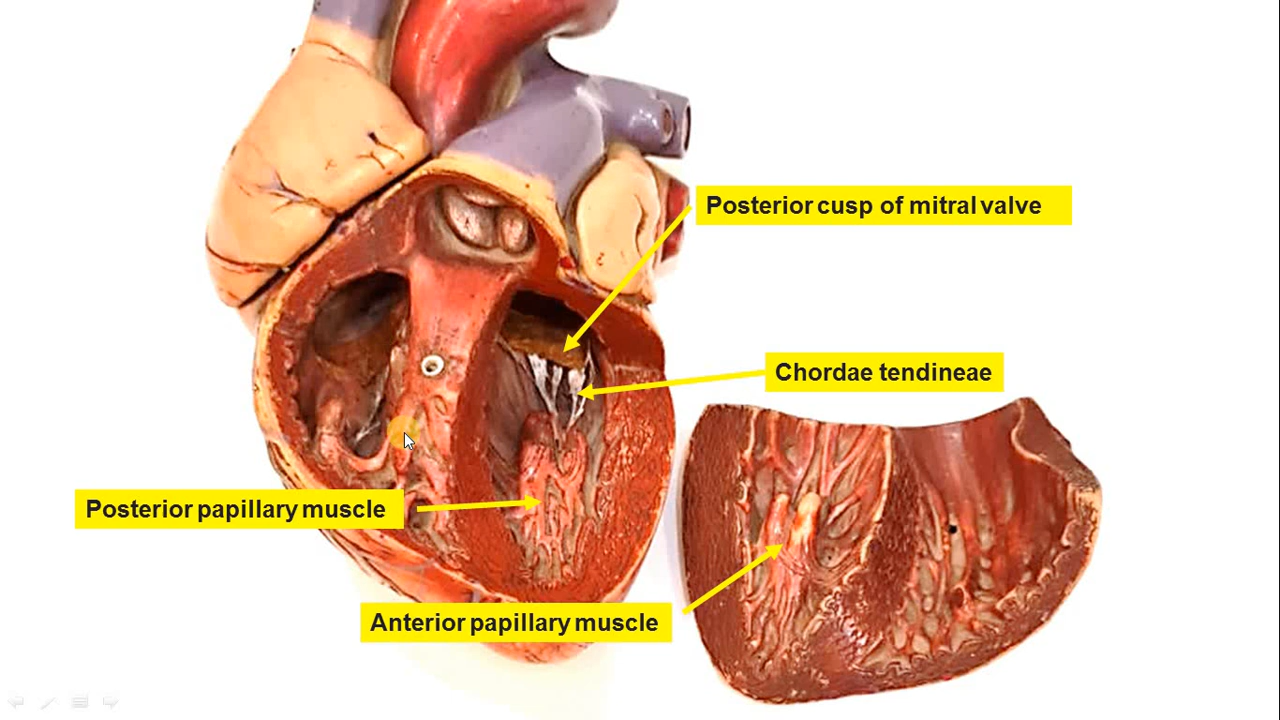 Posterior cusp of mitral valve
Chordae tendineae
Posterior papillary muscle
Anterior papillary muscle